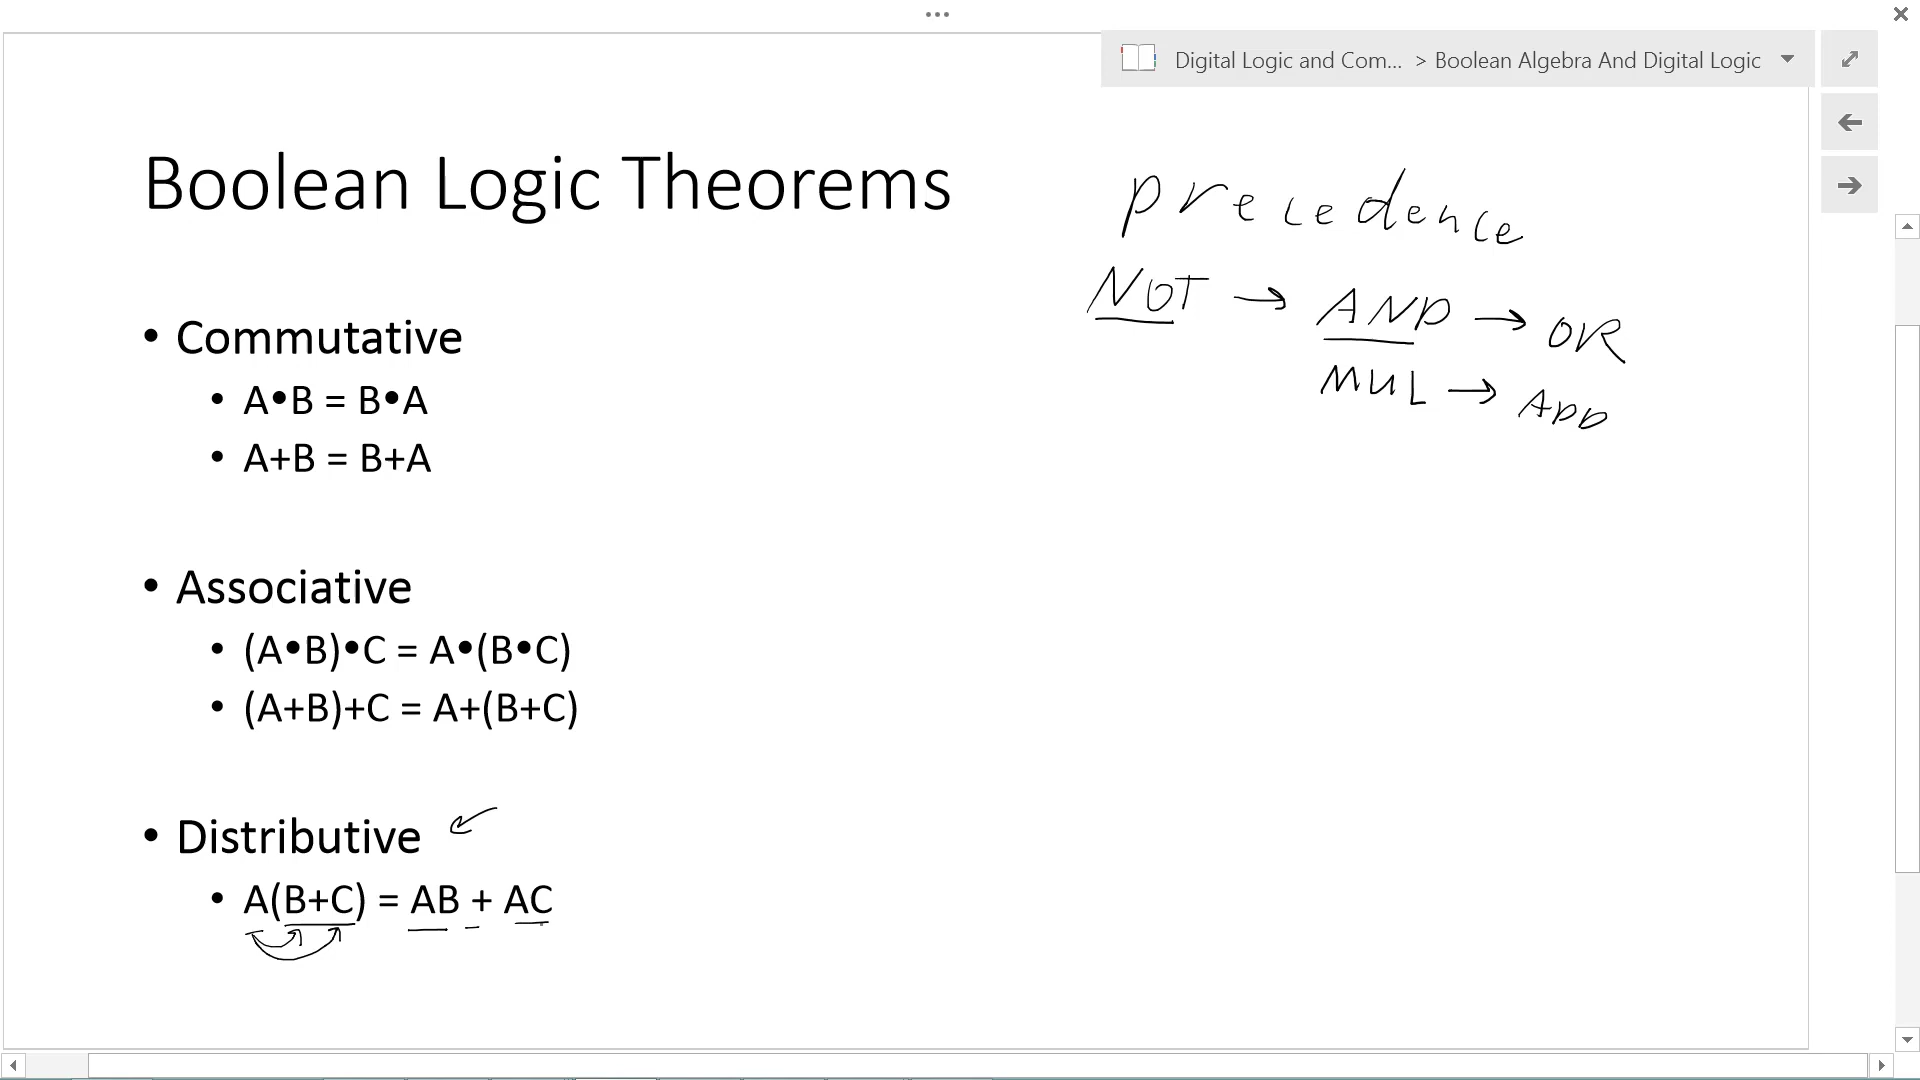 Digital Logic and Com... > Boolean Algebra And Digital Logic
Boolean Logic Theorems
precedence
NOT → AND → OR
MUL → ADD
• Commutative
• A•B = B•A
• A+B = B+A
• Associative
• (A•B)•C = A•(B•C)
• (A+B)+C = A+(B+C)
• Distributive
• A(B+C) = AB + AC